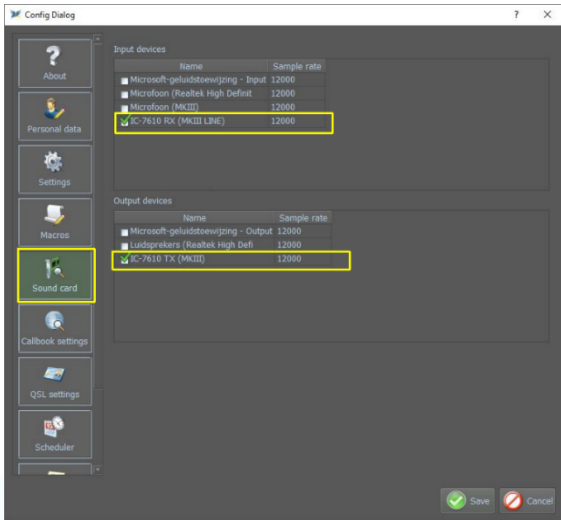 Config Dialog
? ×
Input devices
Name Sample rate
Microsoft-geluidstoewijzing - Input 12000
Microfoon (Realtek High Definit 12000
Microfoon (MKIII) 12000
IC-7610 RX (MKIII LINE) 12000
Output devices
Name Sample rate
Microsoft-geluidstoewijzing - Output 12000
Luidsprekers (Realtek High Defi 12000
IC-7610 TX (MKIII) 12000
About
Personal data
Settings
Macros
Sound card
Callbook settings
QSL settings
Scheduler
Save
Cancel